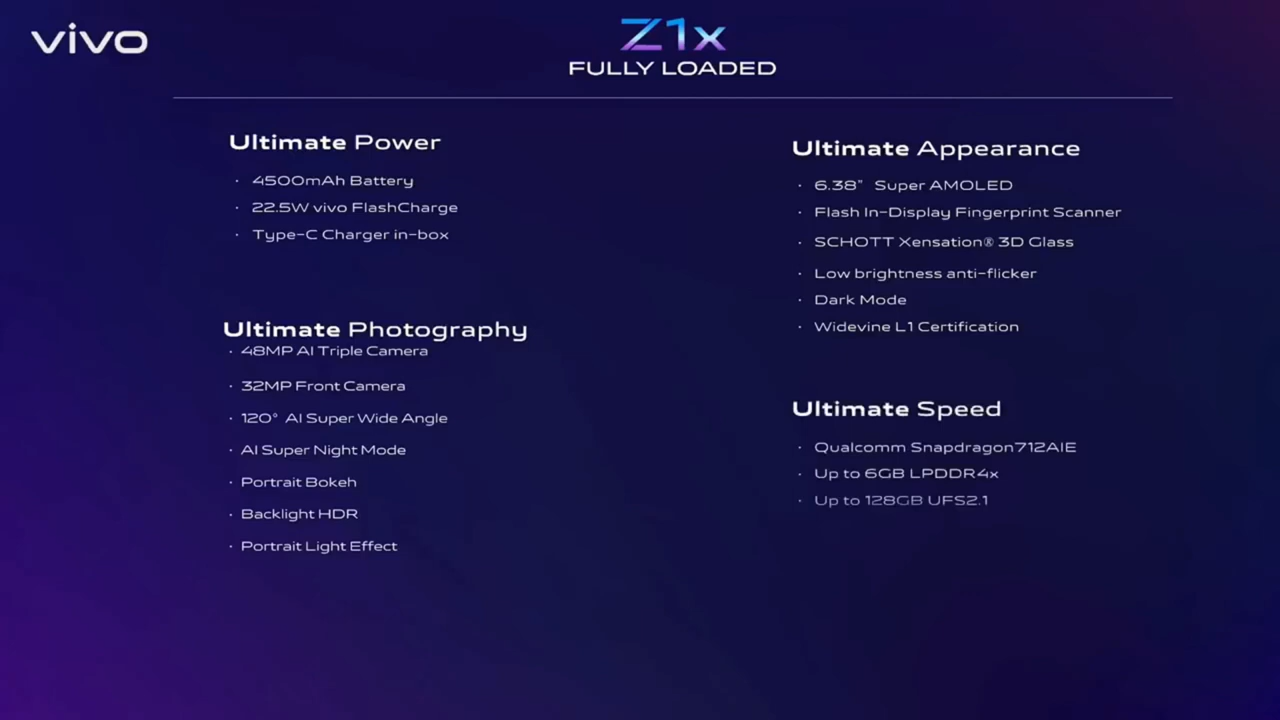 vivo
Z1x
FULLY LOADED
Ultimate Power
· 4500mAh Battery
· 22.5W vivo FlashCharge
· Type-C Charger in-box
Ultimate Photography
· 48MP AI Triple Camera
· 32MP Front Camera
· 120° AI Super Wide Angle
· AI Super Night Mode
· Portrait Bokeh
· Backlight HDR
· Portrait Light Effect
Ultimate Appearance
· 6.38” Super AMOLED
· Flash In-Display Fingerprint Scanner
· SCHOTT Xensation® 3D Glass
· Low brightness anti-flicker
· Dark Mode
· Widevine L1 Certification
Ultimate Speed
· Qualcomm Snapdragon712AIE
· Up to 6GB LPDDR4x
· Up to 128GB UFS2.1